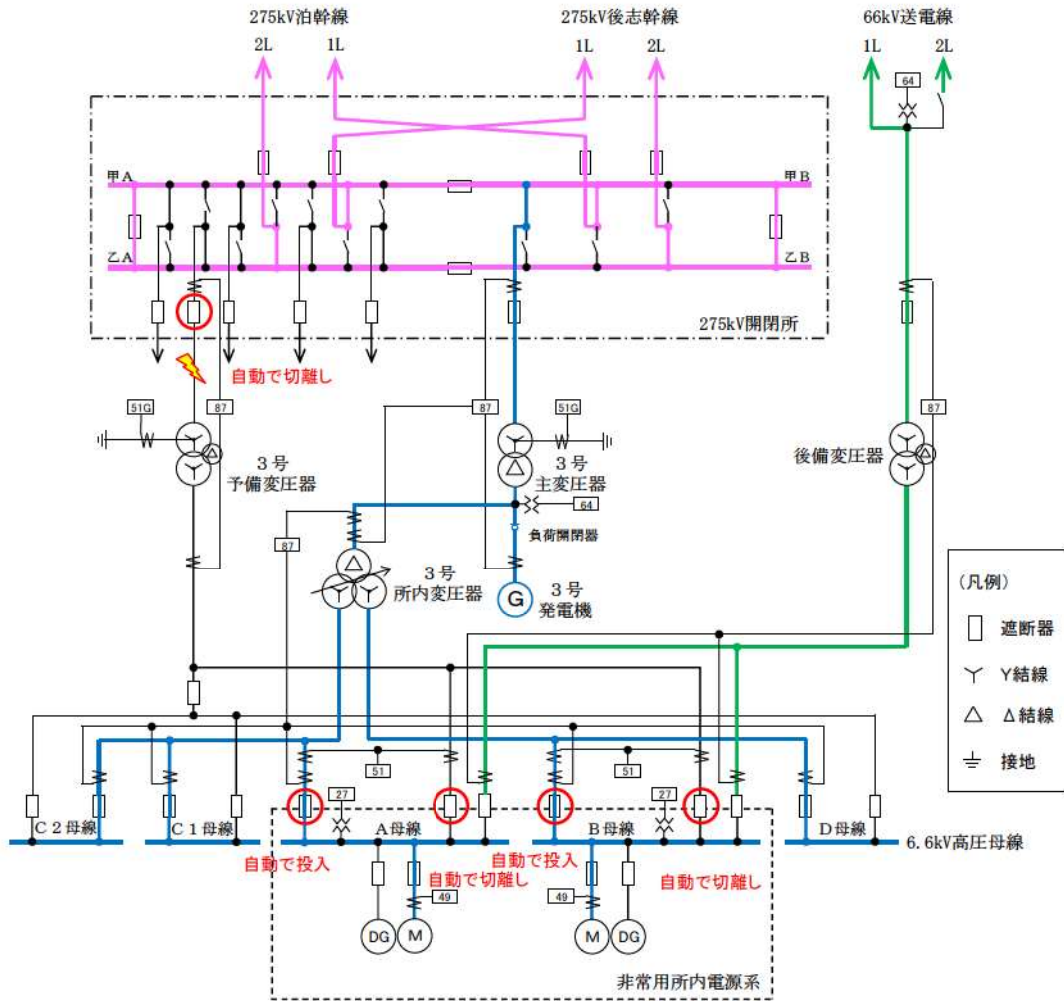 275kV泊幹線
275kV後志幹線
66kV送電線
2L
1L
1L
2L
1L
2L
64
甲A
甲B
乙A
乙B
275kV開閉所
自動で切離し
51G
87
87
51G
87
3号
予備変圧器
3号
主変圧器
後備変圧器
64
負荷開閉器
87
3号
所内変圧器
G
3号
発電機
(凡例)
遮断器
Y結線
Δ結線
接地
51
51
27
27
C2母線
C1母線
A母線
B母線
D母線
6.6kV高圧母線
自動で投入
自動で投入
自動で切離し
自動で切離し
49
49
DG
M
M
DG
非常用所内電源系